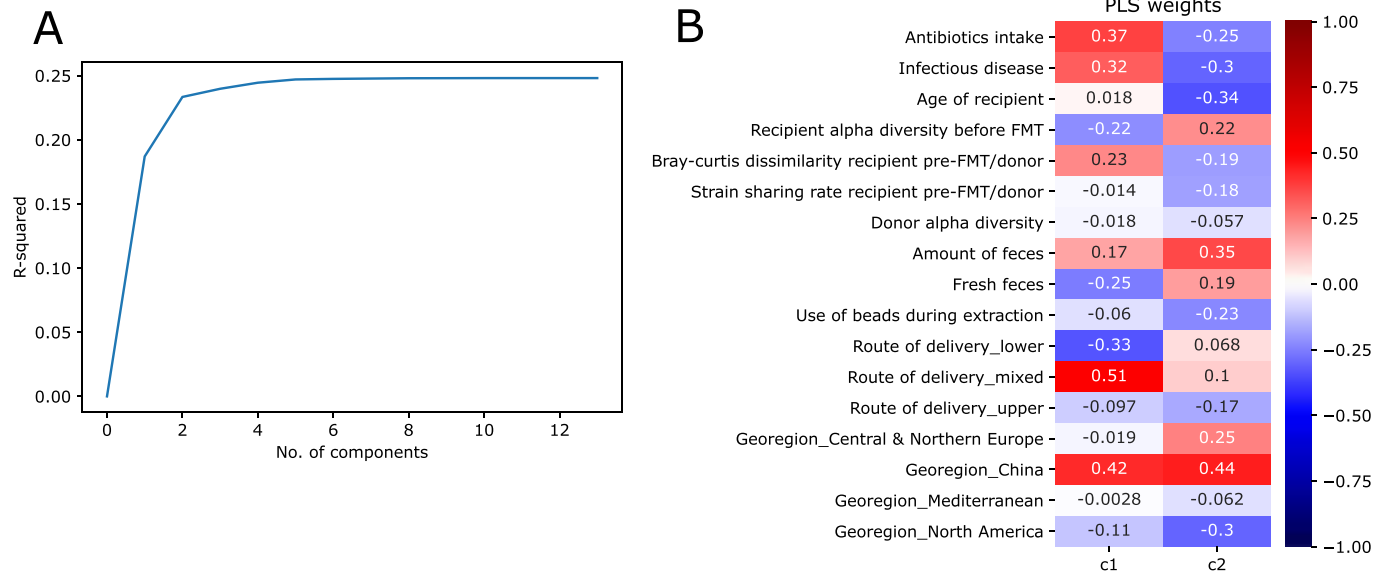 A
R-squared
0.25
0.20
0.15
0.10
0.05
0.00
0 2 4 6 8 10 12
No. of components
B
PLS weights
Antibiotics intake 0.37 -0.25
Infectious disease 0.32 -0.3
Age of recipient 0.018 -0.34
Recipient alpha diversity before FMT -0.22 0.22
Bray-curtis dissimilarity recipient pre-FMT/donor 0.23 -0.19
Strain sharing rate recipient pre-FMT/donor -0.014 -0.18
Donor alpha diversity -0.018 -0.057
Amount of feces 0.17 0.35
Fresh feces -0.25 0.19
Use of beads during extraction -0.06 -0.23
Route of delivery_lower -0.33 0.068
Route of delivery_mixed 0.51 0.1
Route of delivery_upper -0.097 -0.17
Georegion_Central & Northern Europe -0.019 0.25
Georegion_China 0.42 0.44
Georegion_Mediterranean -0.0028 -0.062
Georegion_North America -0.11 -0.3
c1 c2
1.00
0.75
0.50
0.25
0.00
−0.25
−0.50
−0.75
−1.00